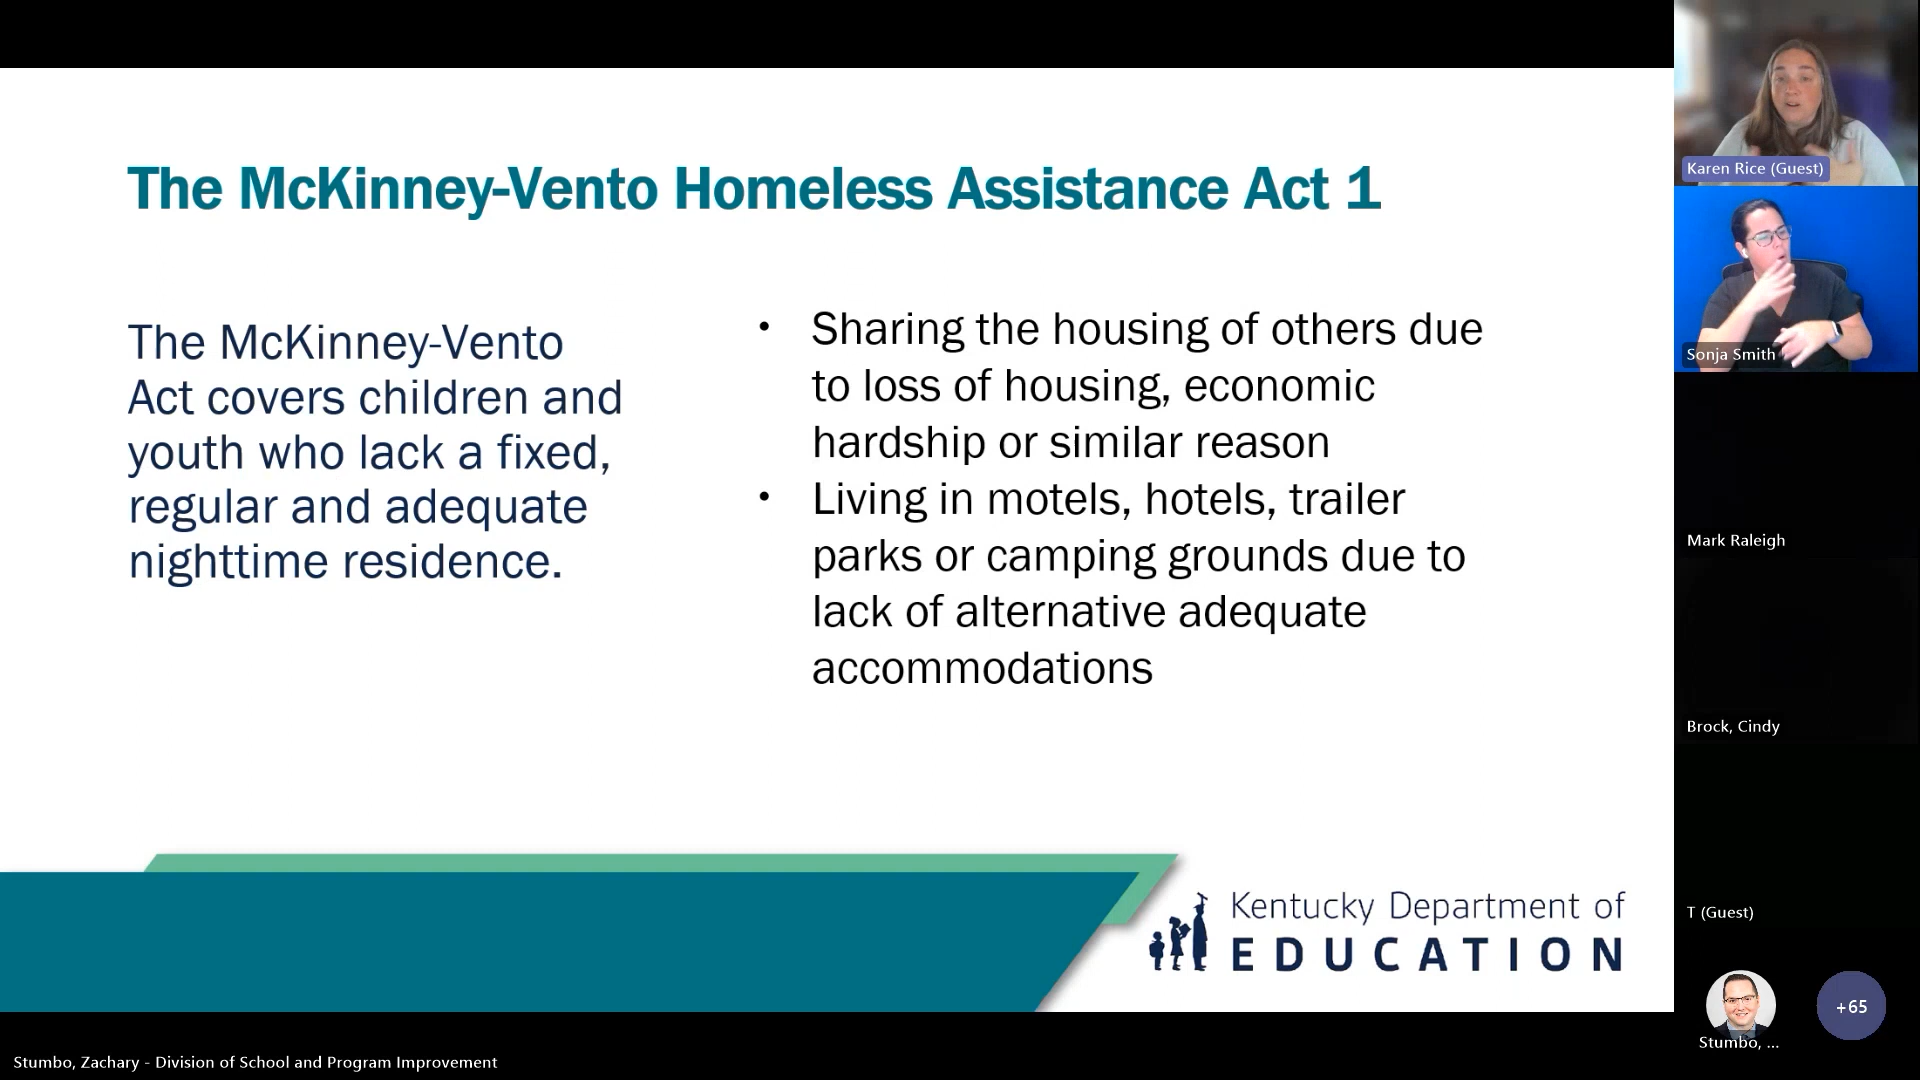 The McKinney-Vento Homeless Assistance Act 1
The McKinney-Vento
Act covers children and
youth who lack a fixed,
regular and adequate
nighttime residence.
• Sharing the housing of others due
to loss of housing, economic
hardship or similar reason
• Living in motels, hotels, trailer
parks or camping grounds due to
lack of alternative adequate
accommodations
Kentucky Department of
EDUCATION
Karen Rice (Guest)
Sonja Smith
Mark Raleigh
Brock, Cindy
T (Guest)
+65
Stumbo, ...
Stumbo, Zachary - Division of School and Program Improvement